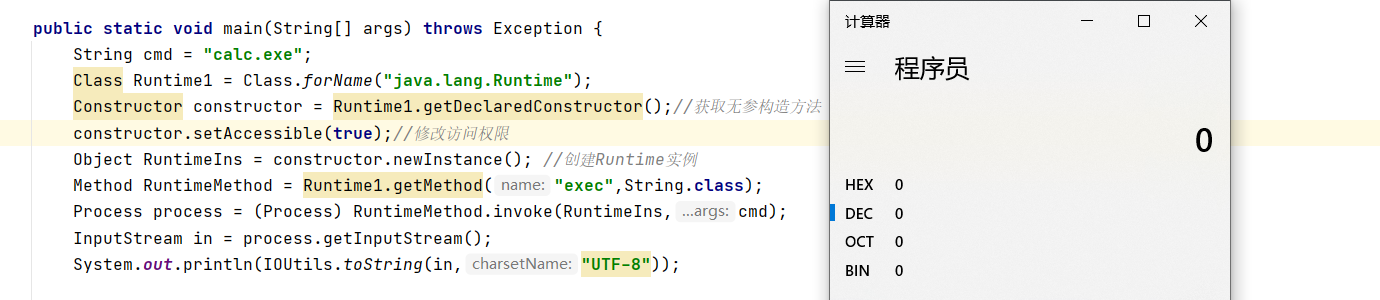 public static void main(String[] args) throws Exception {
String cmd = "calc.exe";
Class Runtime1 = Class.forName("java.lang.Runtime");
Constructor constructor = Runtime1.getDeclaredConstructor();//获取无参构造方法
constructor.setAccessible(true);//修改访问权限
Object RuntimeIns = constructor.newInstance(); //创建Runtime实例
Method RuntimeMethod = Runtime1.getMethod( name: "exec",String.class);
Process process = (Process) RuntimeMethod.invoke(RuntimeIns, ...args: cmd);
InputStream in = process.getInputStream();
System.out.println(IOUtils.toString(in, charsetName: "UTF-8"));
计算器
程序员
0
HEX 0
DEC 0
OCT 0
BIN 0